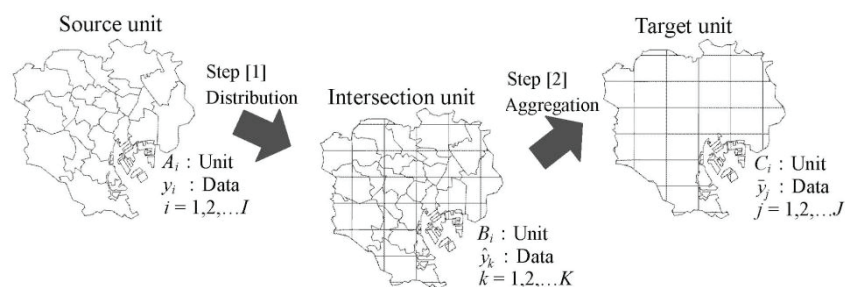 Source unit
Step [1]
Distribution
A_i : Unit
y_i : Data
i = 1,2,…I
Intersection unit
B_i : Unit
ŷ_k : Data
k = 1,2,…K
Step [2]
Aggregation
Target unit
C_i : Unit
ȳ_j : Data
j = 1,2,…J